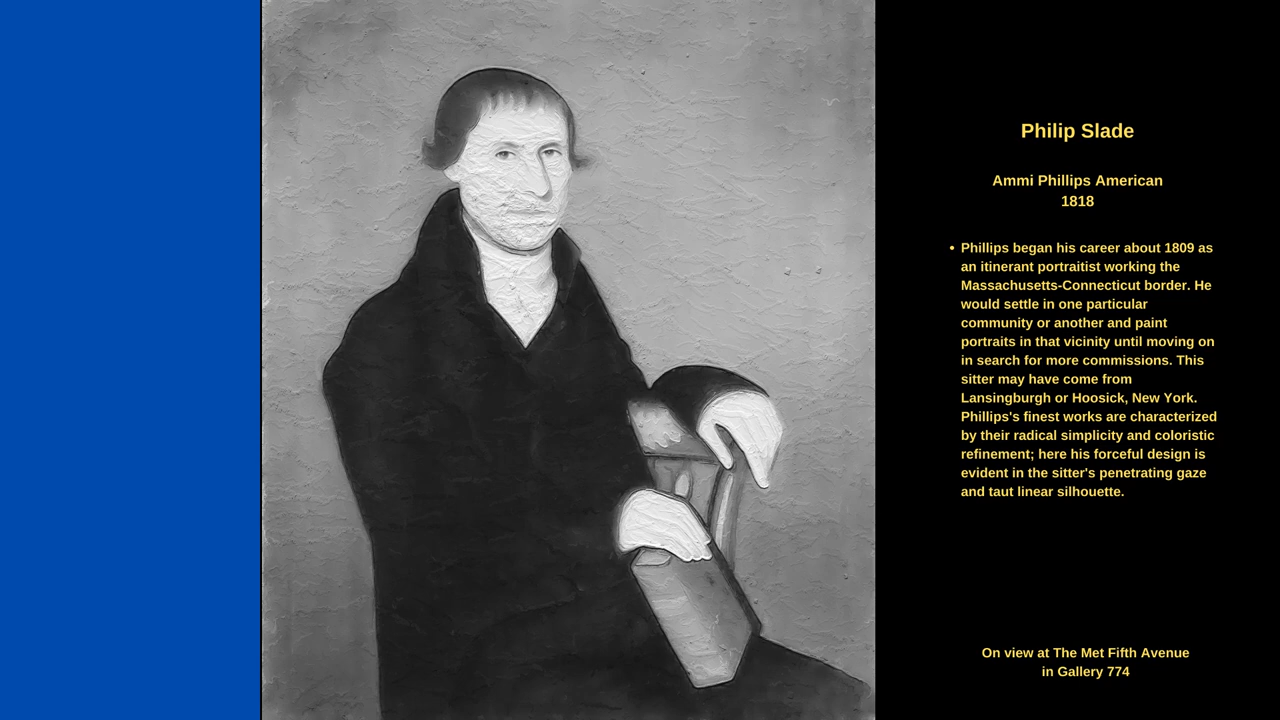 Philip Slade
Ammi Phillips American
1818
• Phillips began his career about 1809 as
an itinerant portraitist working the
Massachusetts-Connecticut border. He
would settle in one particular
community or another and paint
portraits in that vicinity until moving on
in search for more commissions. This
sitter may have come from
Lansingburgh or Hoosick, New York.
Phillips's finest works are characterized
by their radical simplicity and coloristic
refinement; here his forceful design is
evident in the sitter's penetrating gaze
and taut linear silhouette.
On view at The Met Fifth Avenue
in Gallery 774